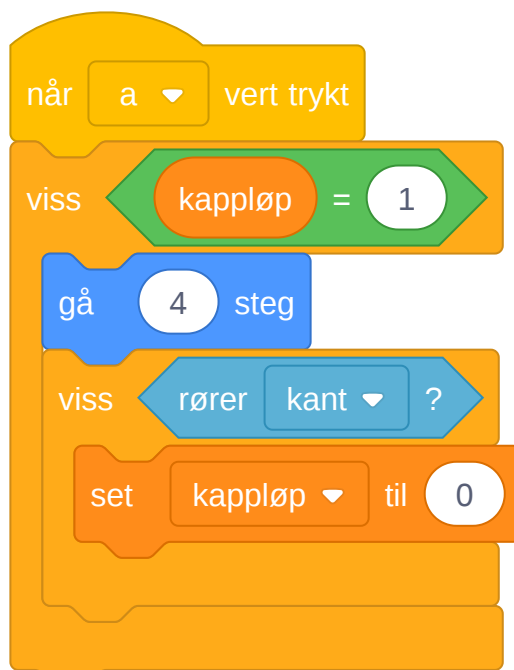 når a vert trykt
viss kappløp = 1
gå 4 steg
viss rører kant ?
set kappløp til 0